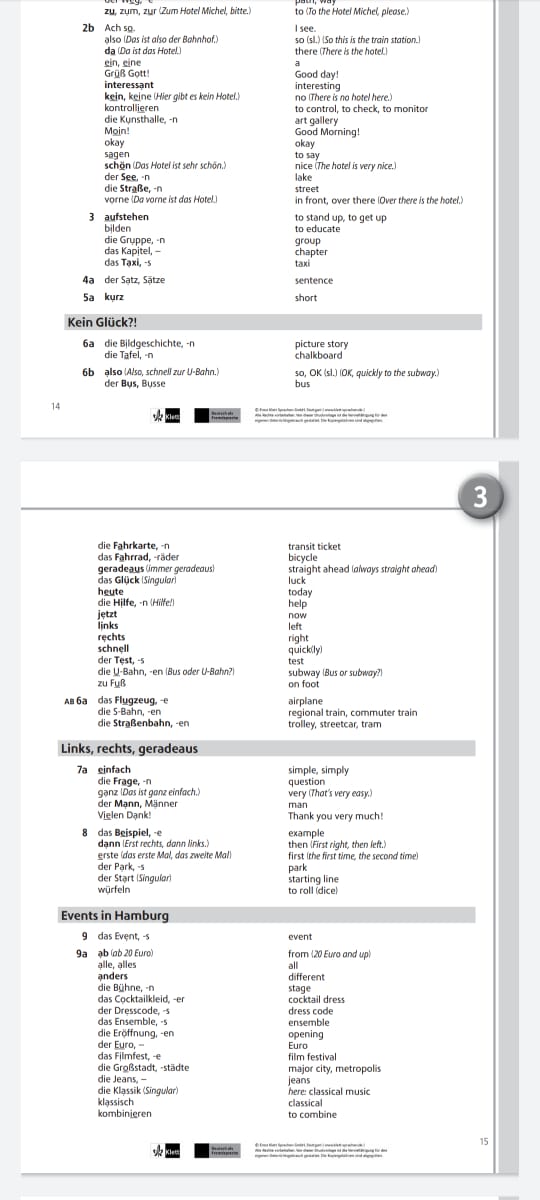 zu, zum, zur (Zum Hotel Michel, bitte.) to (To the Hotel Michel, please.)
2b Ach so. I see.
also (Das ist also der Bahnhof.) so (sl.) (So this is the train station.)
da (Da ist das Hotel.) there (There is the hotel.)
ein, eine a
Grüß Gott! Good day!
interessant interesting
kein, keine (Hier gibt es kein Hotel.) no (There is no hotel here.)
kontrollieren to control, to check, to monitor
die Kunsthalle, -n art gallery
Moin! Good Morning!
okay okay
sagen to say
schön (Das Hotel ist sehr schön.) nice (The hotel is very nice.)
der See, -n lake
die Straße, -n street
vorne (Da vorne ist das Hotel.) in front, over there (Over there is the hotel.)
3 aufstehen to stand up, to get up
bilden to educate
die Gruppe, -n group
das Kapitel, – chapter
das Taxi, -s taxi
4a der Satz, Sätze sentence
5a kurz short
Kein Glück?!
6a die Bildgeschichte, -n picture story
die Tafel, -n chalkboard
6b also (Also, schnell zur U-Bahn.) so, OK (sl.) (OK, quickly to the subway.)
der Bus, Busse bus
14
Klett
Deutsch als
Fremdsprache
3
die Fahrkarte, -n transit ticket
das Fahrrad, -räder bicycle
geradeaus (immer geradeaus) straight ahead (always straight ahead)
das Glück (Singular) luck
heute today
die Hilfe, -n (Hilfe!) help
jetzt now
links left
rechts right
schnell quick(ly)
der Test, -s test
die U-Bahn, -en (Bus oder U-Bahn?) subway (Bus or subway?)
zu Fuß on foot
AB 6a das Flugzeug, -e airplane
die S-Bahn, -en regional train, commuter train
die Straßenbahn, -en trolley, streetcar, tram
Links, rechts, geradeaus
7a einfach simple, simply
die Frage, -n question
ganz (Das ist ganz einfach.) very (That's very easy.)
der Mann, Männer man
Vielen Dank! Thank you very much!
8 das Beispiel, -e example
dann (Erst rechts, dann links.) then (First right, then left.)
erste (das erste Mal, das zweite Mal) first (the first time, the second time)
der Park, -s park
der Start (Singular) starting line
würfeln to roll (dice)
Events in Hamburg
9 das Event, -s event
9a ab (ab 20 Euro) from (20 Euro and up)
alle, alles all
anders different
die Bühne, -n stage
das Cocktailkleid, -er cocktail dress
der Dresscode, -s dress code
das Ensemble, -s ensemble
die Eröffnung, -en opening
der Euro, – Euro
das Filmfest, -e film festival
die Großstadt, -städte major city, metropolis
die Jeans, – jeans
die Klassik (Singular) here: classical music
klassisch classical
kombinieren to combine
15
Klett
Deutsch als
Fremdsprache